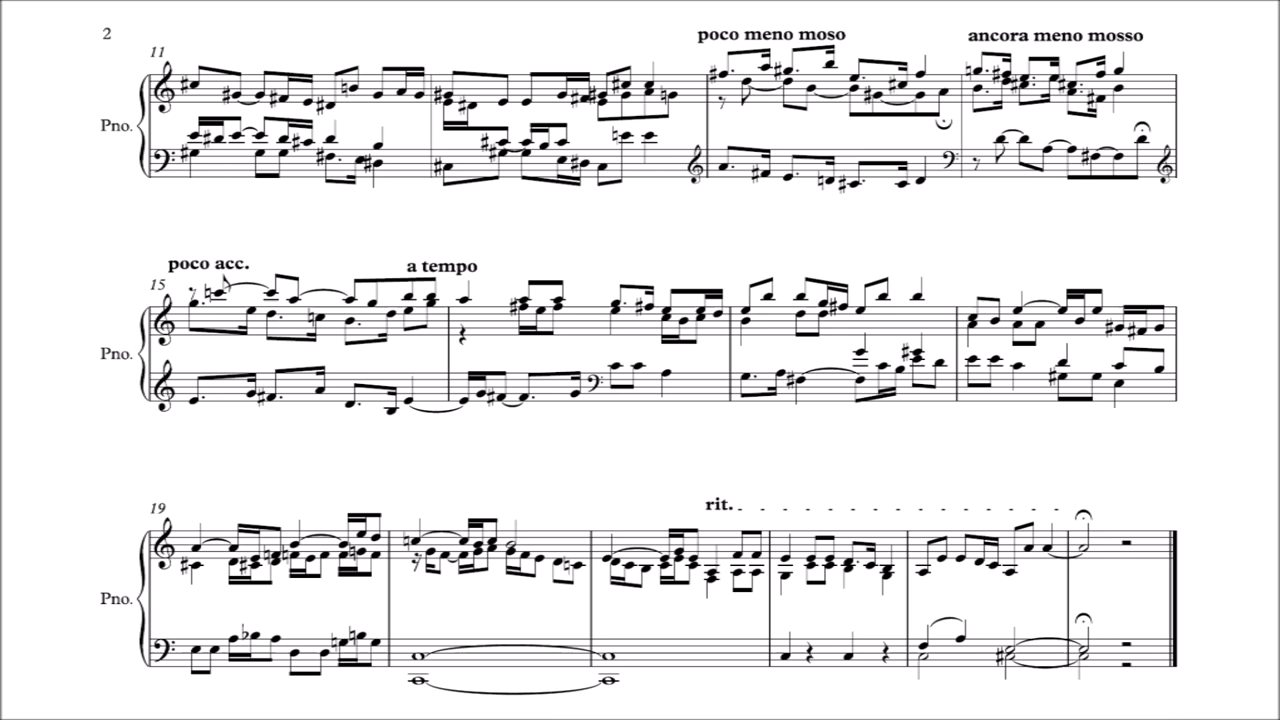 2
poco meno moso
ancora meno mosso
11
Pno.
poco acc.
a tempo
15
Pno.
rit.
19
Pno.